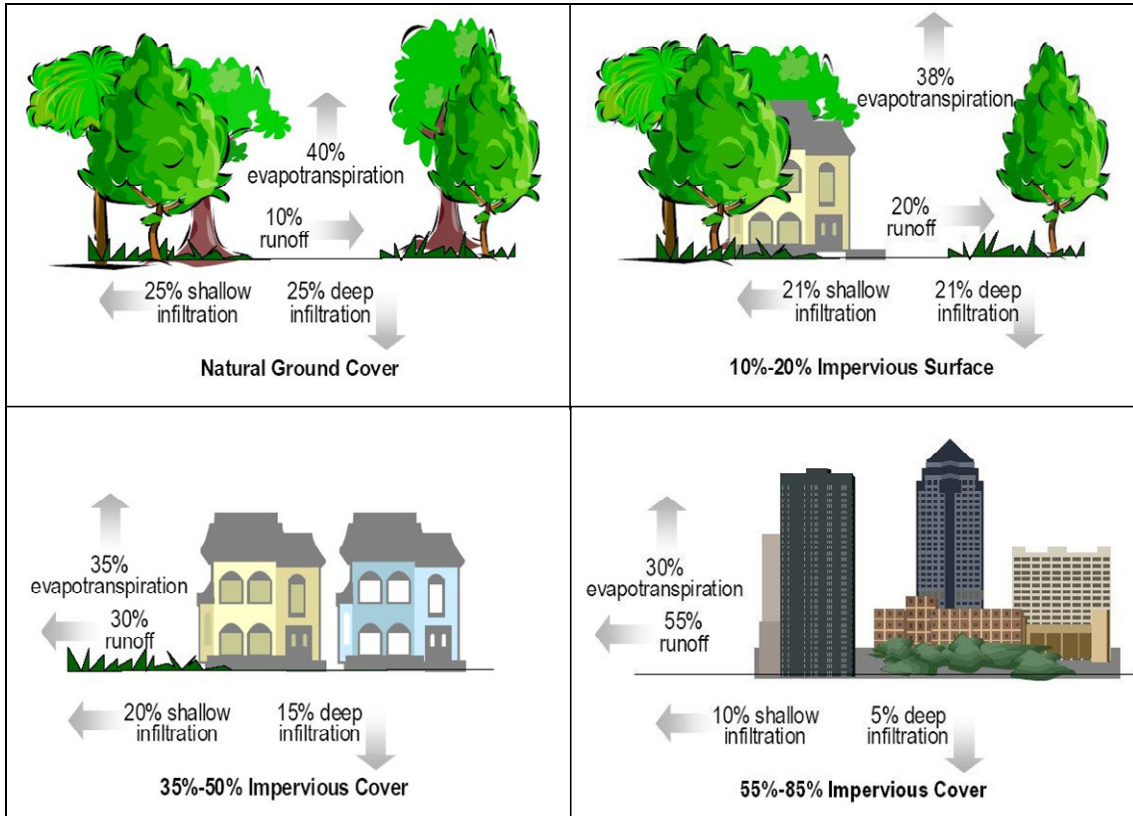 40%
evapotranspiration
10%
runoff
25% shallow
infiltration
25% deep
infiltration
Natural Ground Cover
38%
evapotranspiration
20%
runoff
21% shallow
infiltration
21% deep
infiltration
10%-20% Impervious Surface
35%
evapotranspiration
30%
runoff
20% shallow
infiltration
15% deep
infiltration
35%-50% Impervious Cover
30%
evapotranspiration
55%
runoff
10% shallow
infiltration
5% deep
infiltration
55%-85% Impervious Cover